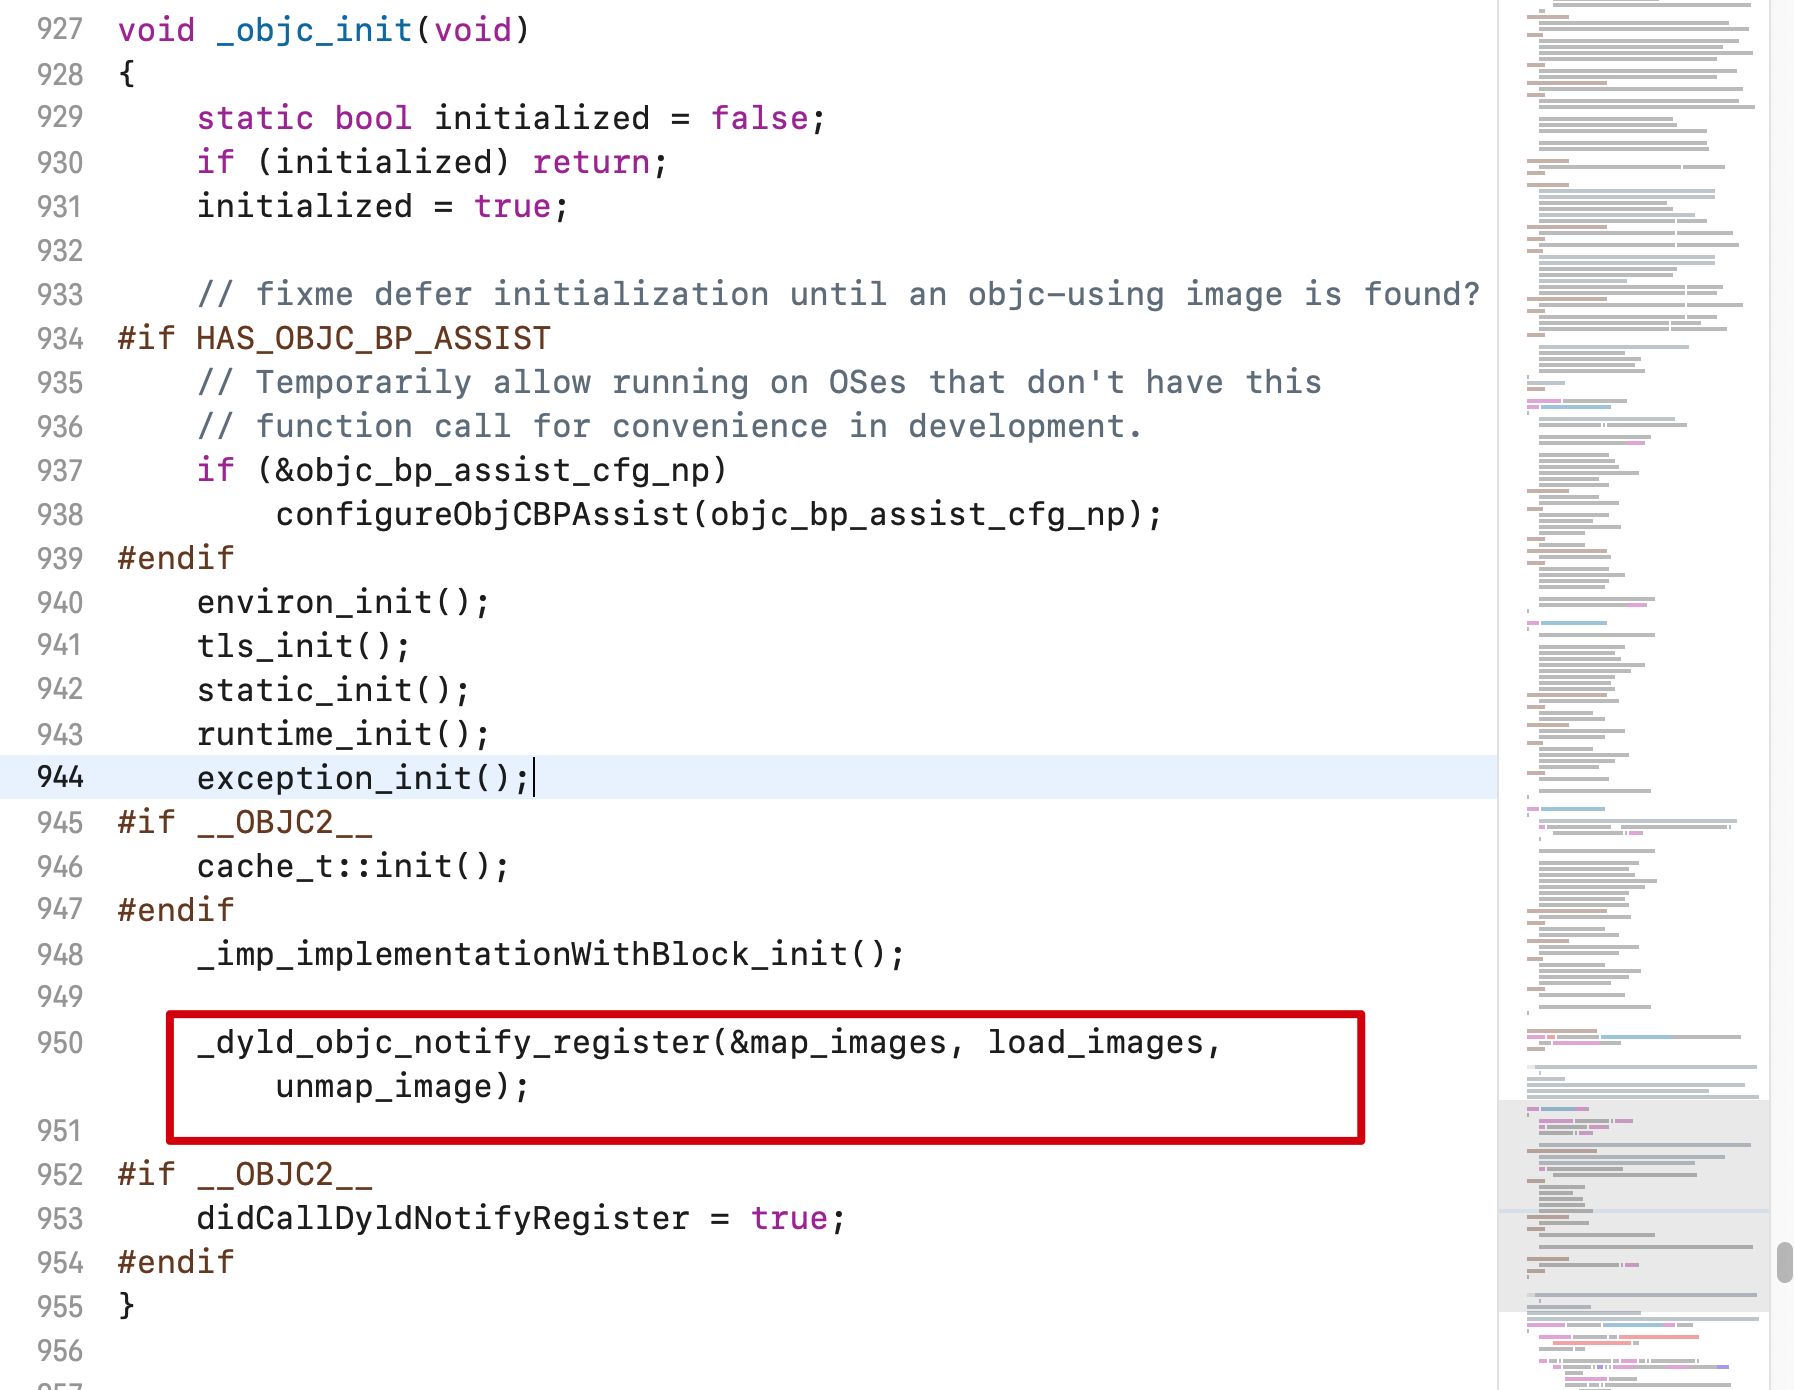 927 void _objc_init(void)
928 {
929     static bool initialized = false;
930     if (initialized) return;
931     initialized = true;
932
933     // fixme defer initialization until an objc-using image is found?
934 #if HAS_OBJC_BP_ASSIST
935     // Temporarily allow running on OSes that don't have this
936     // function call for convenience in development.
937     if (&objc_bp_assist_cfg_np)
938         configureObjCBPAssist(objc_bp_assist_cfg_np);
939 #endif
940     environ_init();
941     tls_init();
942     static_init();
943     runtime_init();
944     exception_init();
945 #if __OBJC2__
946     cache_t::init();
947 #endif
948     _imp_implementationWithBlock_init();
949
950     _dyld_objc_notify_register(&map_images, load_images,
        unmap_image);
951
952 #if __OBJC2__
953     didCallDyldNotifyRegister = true;
954 #endif
955 }
956